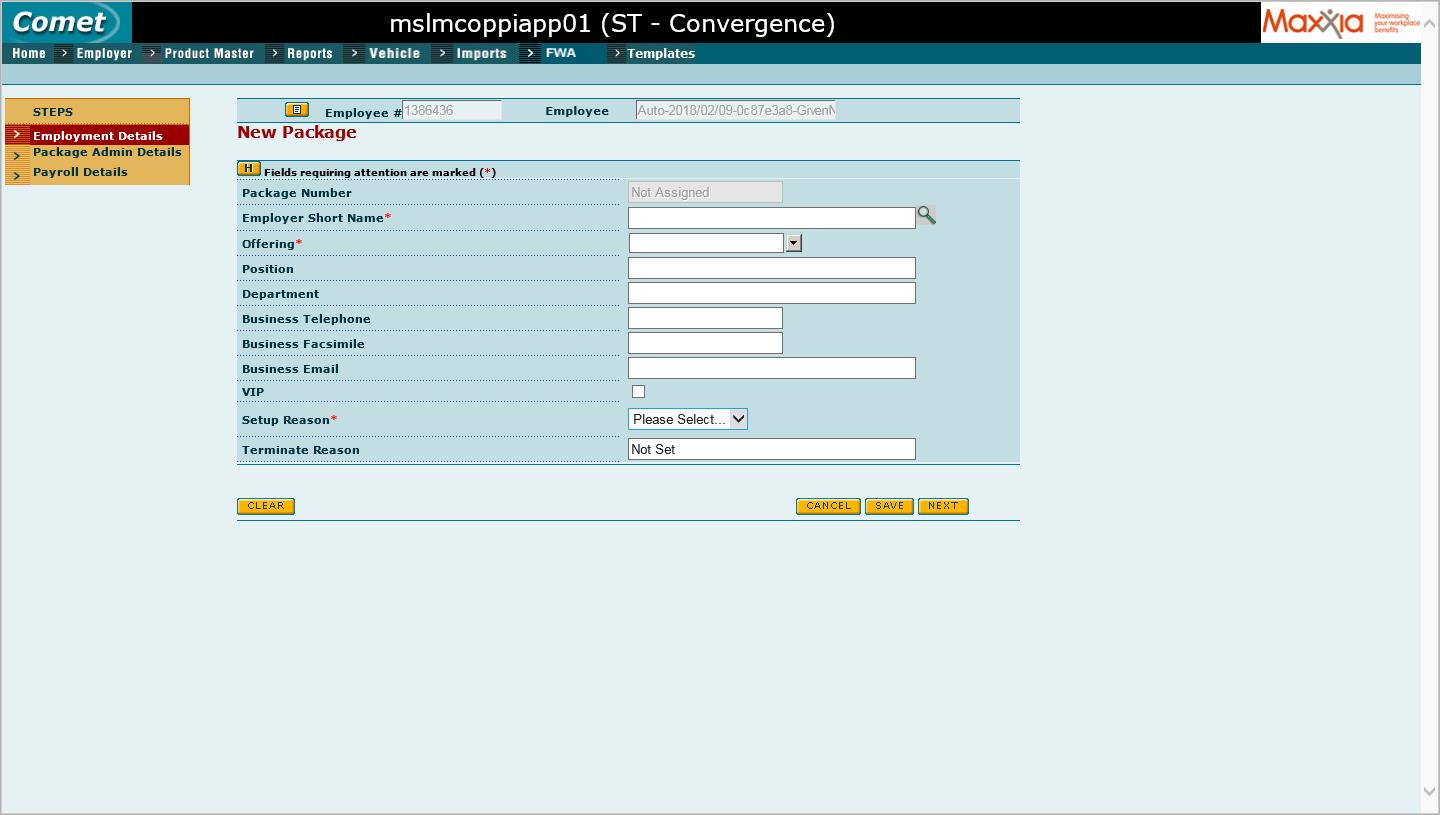 Comet
mslmcoppiapp01 (ST - Convergence)
Maxxia Maximising your workplace benefits
Home > Employer > Product Master > Reports > Vehicle > Imports > FWA > Templates
STEPS
Employment Details
Package Admin Details
Payroll Details
Employee # 1386436 Employee Auto-2018/02/09-0c87e3a8-GivenN
New Package
H Fields requiring attention are marked (*)
Package Number Not Assigned
Employer Short Name*
Offering*
Position
Department
Business Telephone
Business Facsimile
Business Email
VIP
Setup Reason* Please Select...
Terminate Reason Not Set
CLEAR CANCEL SAVE NEXT